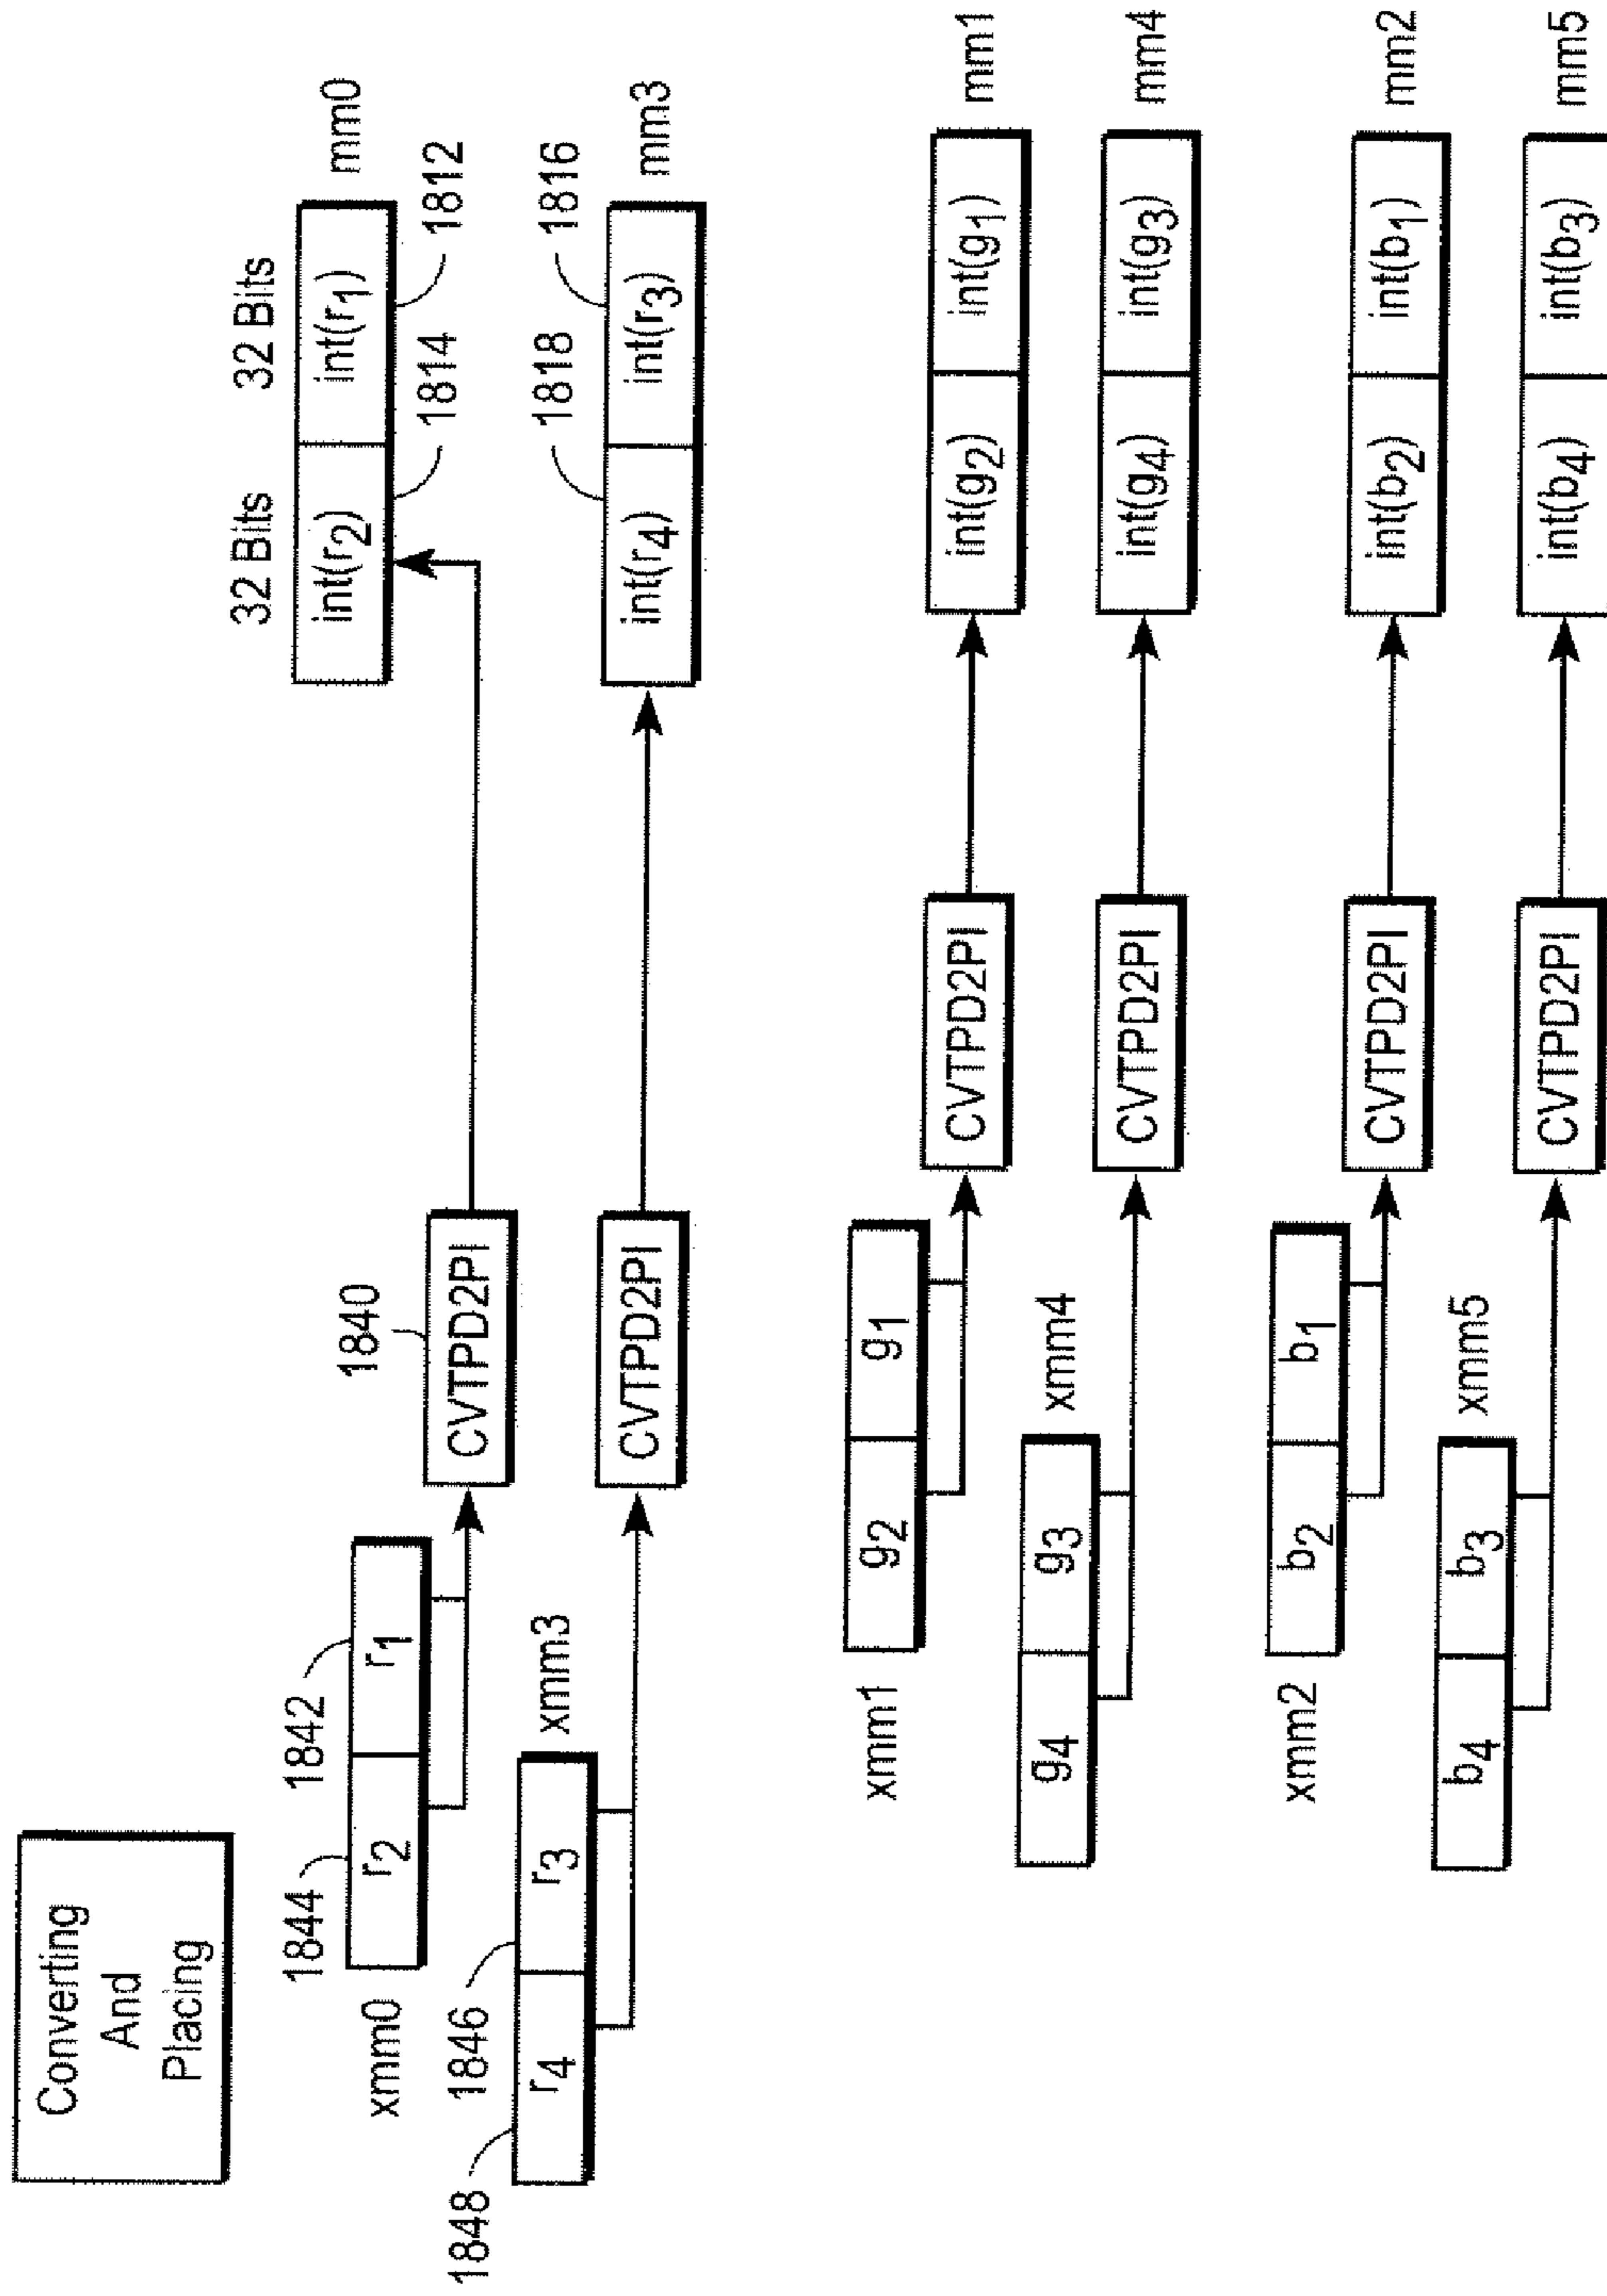 Converting
And
Placing
1844 1842
r2 r1
xmm0
1840
CVTPD2PI
32 Bits 32 Bits
int(r2) int(r1)
mm0
1814 1812
1848 1846
r4 r3
xmm3
CVTPD2PI
1818 1816
int(r4) int(r3)
mm3
xmm1
g2 g1
CVTPD2PI
int(g2) int(g1)
mm1
g4 g3
xmm4
CVTPD2PI
int(g4) int(g3)
mm4
xmm2
b2 b1
CVTPD2PI
int(b2) int(b1)
mm2
b4 b3
xmm5
CVTPD2PI
int(b4) int(b3)
mm5